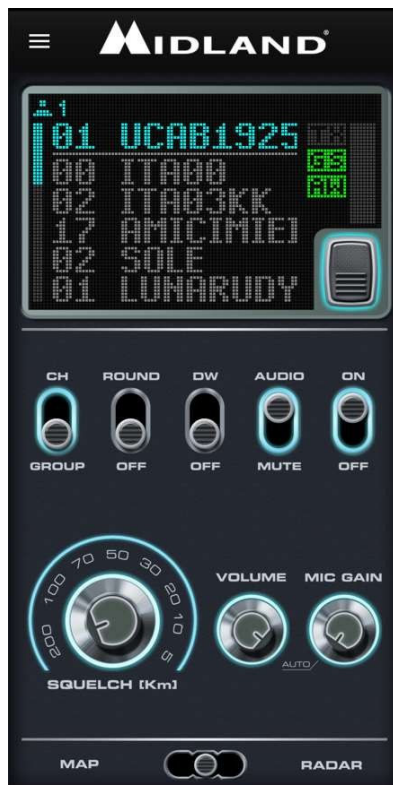 MIDLAND®
1
01 UCAB1925 TX
GS
00 ITA00
AW
02 ITA03KK
17 AMICIMIEI
02 SOLE
01 LUNARUDY
CH ROUND DW AUDIO ON
GROUP OFF OFF MUTE OFF
200 100 70 50 30 20 10 5
VOLUME MIC GAIN
AUTO
SQUELCH [Km]
MAP RADAR